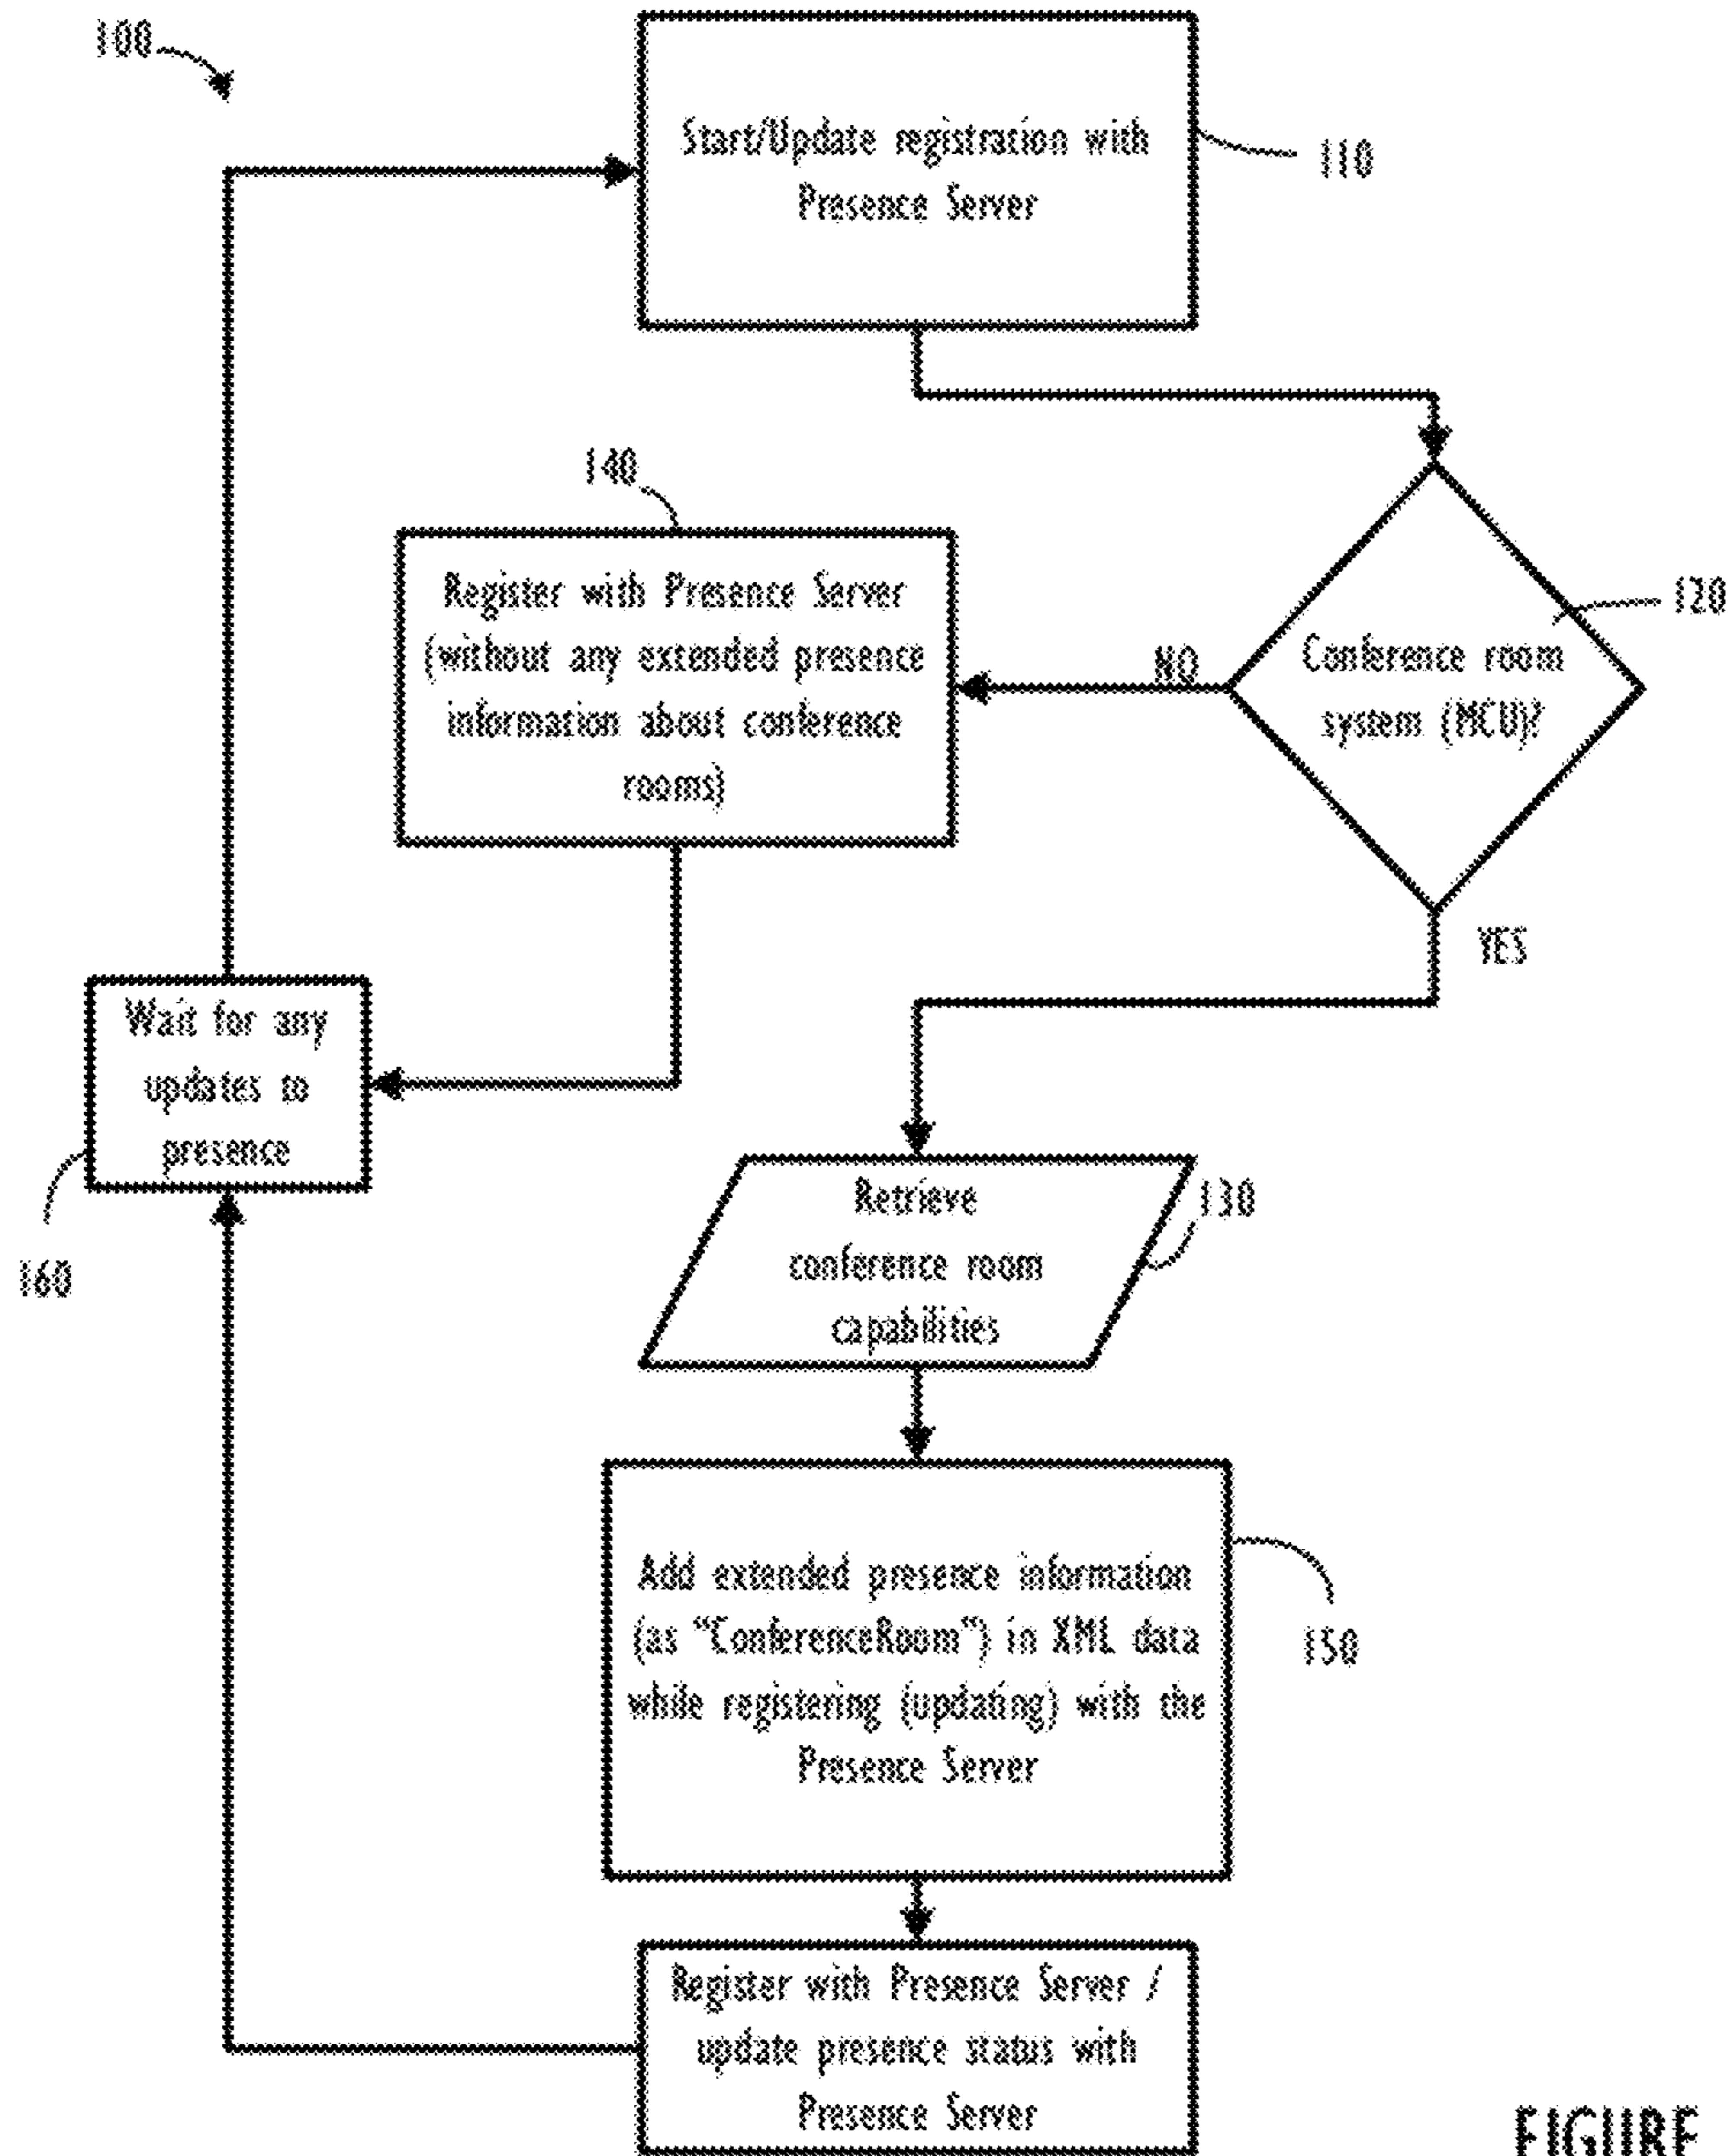 100
Start/Update registration with
Presence Server
110
140
Register with Presence Server
(without any extended presence
information about conference
rooms)
NO
Conference room
system (MCU)?
120
YES
Wait for any
updates to
presence
160
Retrieve
conference room
capabilities
130
Add extended presence information
(as "ConferenceRoom") in XML data
while registering (updating) with the
Presence Server
150
Register with Presence Server /
update presence status with
Presence Server
FIGURE